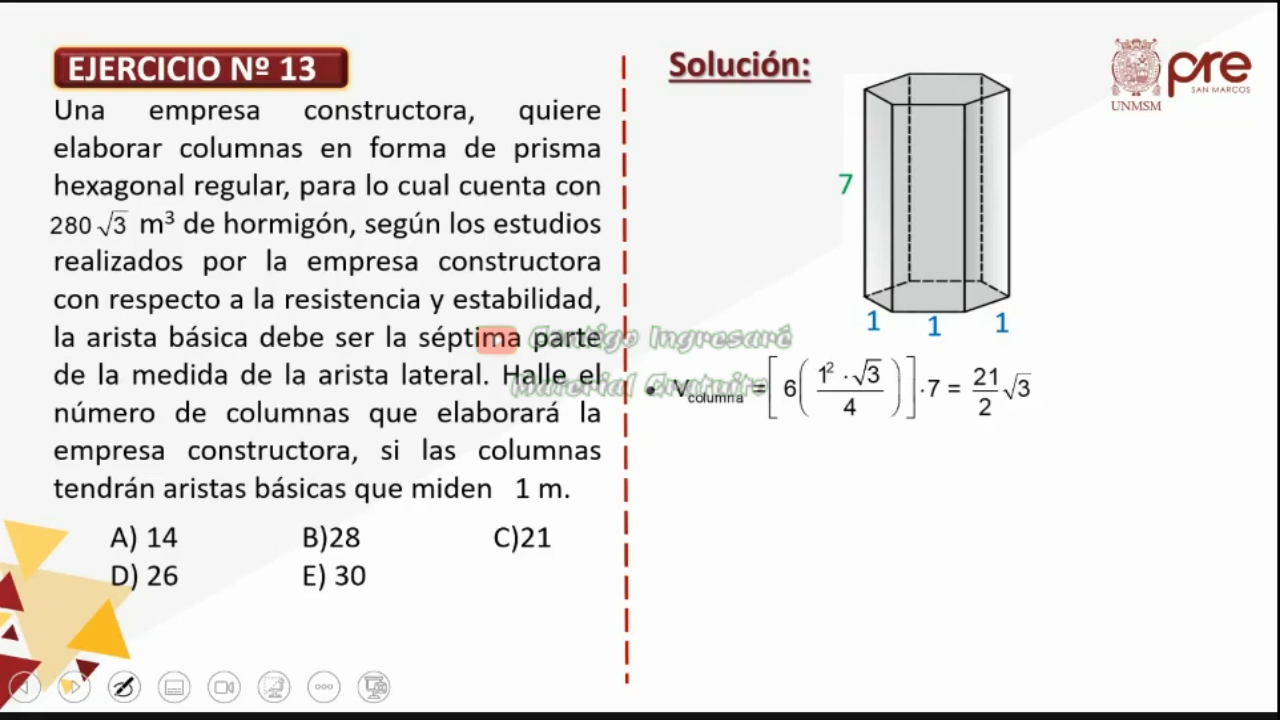 EJERCICIO Nº 13
Una empresa constructora, quiere
elaborar columnas en forma de prisma
hexagonal regular, para lo cual cuenta con
280√3 m³ de hormigón, según los estudios
realizados por la empresa constructora
con respecto a la resistencia y estabilidad,
la arista básica debe ser la séptima parte
de la medida de la arista lateral. Halle el
número de columnas que elaborará la
empresa constructora, si las columnas
tendrán aristas básicas que miden 1 m.
A) 14 B)28 C)21
D) 26 E) 30
Solución:
7
1 1 1
Contigo Ingresaré
Material Gratuito
• V columna = [ 6 ( 1² · √3 / 4 ) ] · 7 = 21/2 √3
pre
SAN MARCOS
UNMSM